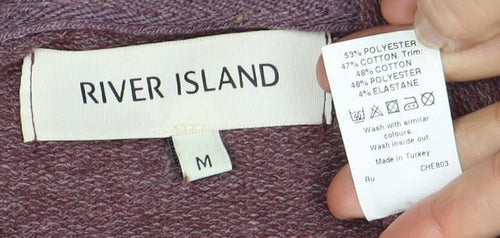 RIVER ISLAND
M
53% POLYESTER
47% COTTON. Trim:
48% COTTON
48% POLYESTER
4% ELASTANE
Wash with similar
colours.
Wash inside out
Made in Turkey
Ru CHE803